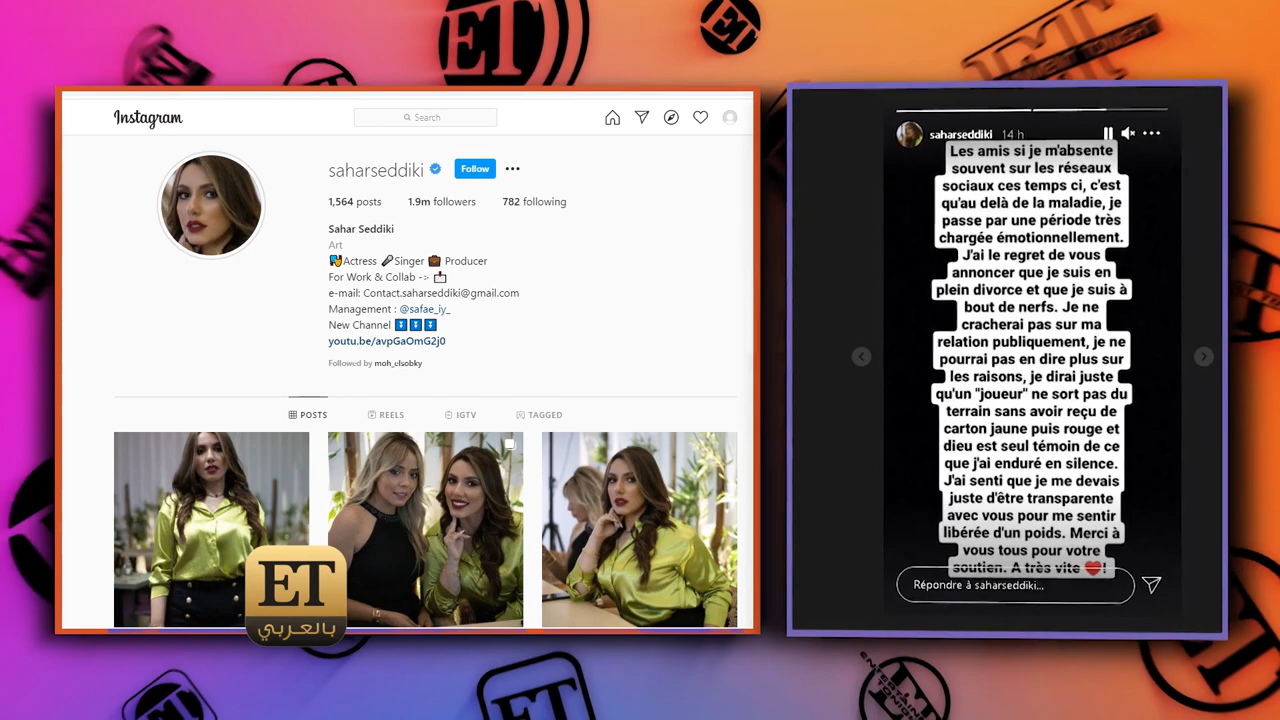 Instagram
Search
saharseddiki
Follow
1,564 posts
1.9m followers
782 following
Sahar Seddiki
Art
Actress Singer Producer
For Work & Collab ->
e-mail: Contact.saharseddiki@gmail.com
Management : @safae_iy_
New Channel
youtu.be/avpGaOmG2j0
Followed by moh_elsobky
POSTS
REELS
IGTV
TAGGED
ET
بالعربي
saharseddiki 14 h
Les amis si je m'absente
souvent sur les réseaux
sociaux ces temps ci, c'est
qu'au delà de la maladie, je
passe par une période très
chargée émotionnellement.
J'ai le regret de vous
annoncer que je suis en
plein divorce et que je suis à
bout de nerfs. Je ne
cracherai pas sur ma
relation publiquement, je ne
pourrai pas en dire plus sur
les raisons, je dirai juste
qu'un "joueur" ne sort pas du
terrain sans avoir reçu de
carton jaune puis rouge et
dieu est seul témoin de ce
que j'ai enduré en silence.
J'ai senti que je me devais
juste d'être transparente
avec vous pour me sentir
libérée d'un poids. Merci à
vous tous pour votre
soutien. A très vite ❤️!
Répondre à saharseddiki...